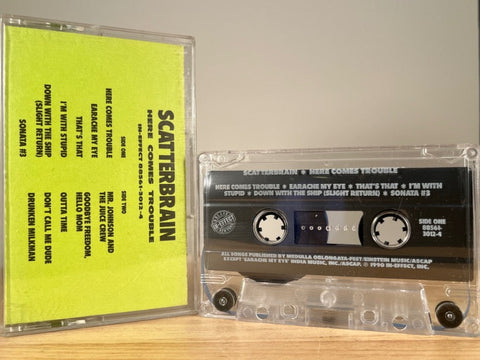 SCATTERBRAIN
HERE COMES TROUBLE
IN-EFFECT 88561-3012-4
SIDE ONE
HERE COMES TROUBLE
EARACHE MY EYE
THAT'S THAT
I'M WITH STUPID
DOWN WITH THE SHIP
(SLIGHT RETURN)
SONATA #3
SIDE TWO
MR. JOHNSON AND
THE JUICE CREW
GOODBYE FREEDOM,
HELLO MOM
OUTTA TIME
DON'T CALL ME DUDE
DRUNKEN MILKMAN
SCATTERBRAIN • HERE COMES TROUBLE
HERE COMES TROUBLE • EARACHE MY EYE • THAT'S THAT • I'M WITH
STUPID • DOWN WITH THE SHIP (SLIGHT RETURN) • SONATA #3
IN-EFFECT
SIDE ONE
88561-
3012-4
ALL SONGS PUBLISHED BY MEDULLA OBLONGATA-FEST/EINSTEIN MUSIC/ASCAP
EXCEPT "EARACHE MY EYE" INDIA MUSIC, INC./ASCAP. ℗ 1990 IN-EFFECT, INC.